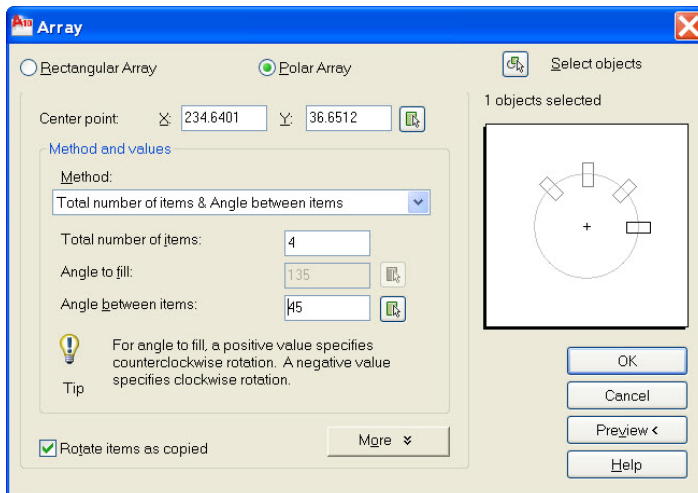 A10 Array
Rectangular Array Polar Array Select objects
1 objects selected
Center point: X: 234.6401 Y: 36.6512
Method and values
Method:
Total number of items & Angle between items
Total number of items: 4
Angle to fill: 135
Angle between items: 45
For angle to fill, a positive value specifies
counterclockwise rotation. A negative value
specifies clockwise rotation.
Tip
Rotate items as copied
More
OK
Cancel
Preview <
Help